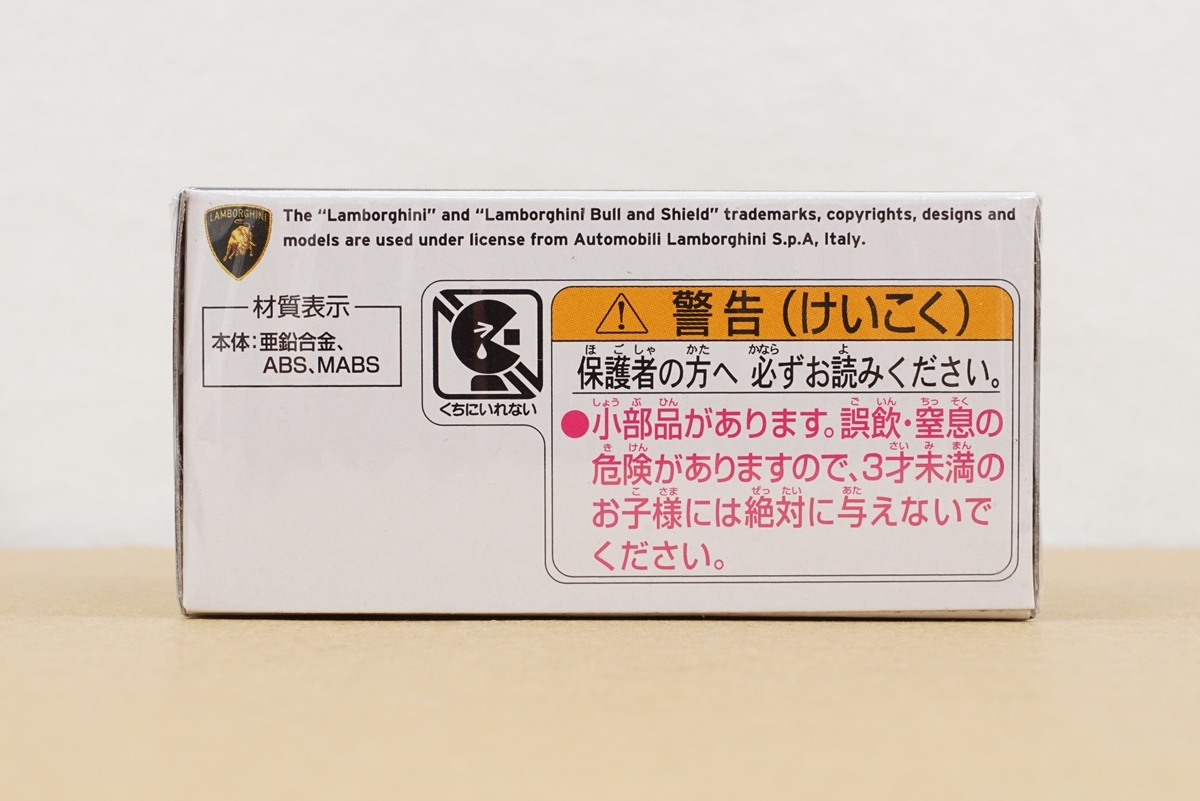 LAMBORGHINI
The “Lamborghini” and “Lamborghini Bull and Shield” trademarks, copyrights, designs and
models are used under license from Automobili Lamborghini S.p.A, Italy.
材質表示
本体：亜鉛合金、
ABS、MABS
くちにいれない
警告（けいこく）
ほごしゃ かた かなら よ
保護者の方へ 必ずお読みください。
しょうぶひん ごいん ちっそく
●小部品があります。誤飲・窒息の
きけん さいみまん
危険がありますので、3才未満の
こさま ぜったい あた
お子様には絶対に与えないで
ください。